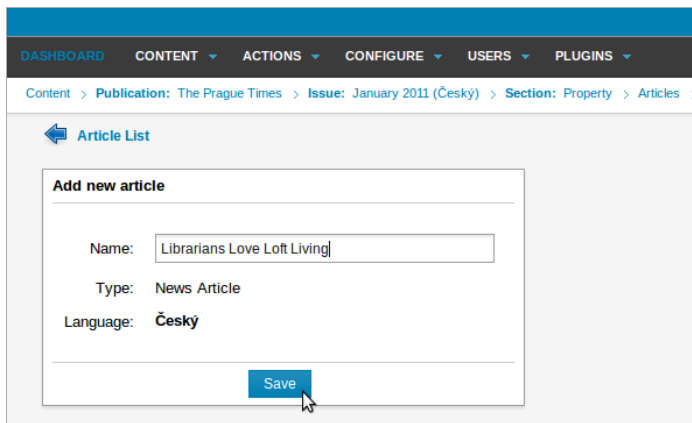 DASHBOARD CONTENT ACTIONS CONFIGURE USERS PLUGINS
Content > Publication: The Prague Times > Issue: January 2011 (Český) > Section: Property > Articles
Article List
Add new article
Name: Librarians Love Loft Living
Type: News Article
Language: Český
Save